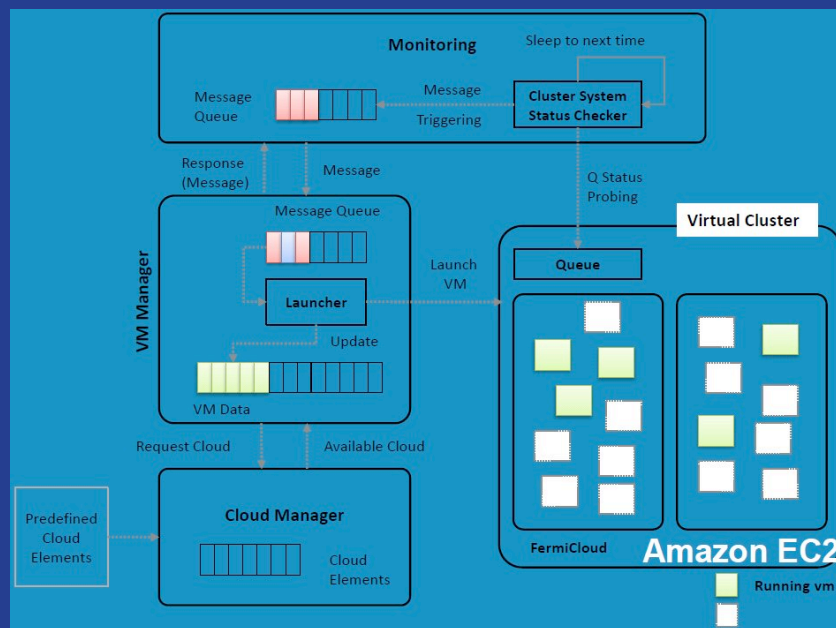 Monitoring
Sleep to next time
Message
Queue
Message
Triggering
Cluster System
Status Checker
Response
(Message)
Message
Q Status
Probing
VM Manager
Message Queue
Launcher
Update
VM Data
Launch
VM
Virtual Cluster
Queue
FermiCloud
Amazon EC2
Running vm
Request Cloud
Available Cloud
Predefined
Cloud
Elements
Cloud Manager
Cloud
Elements